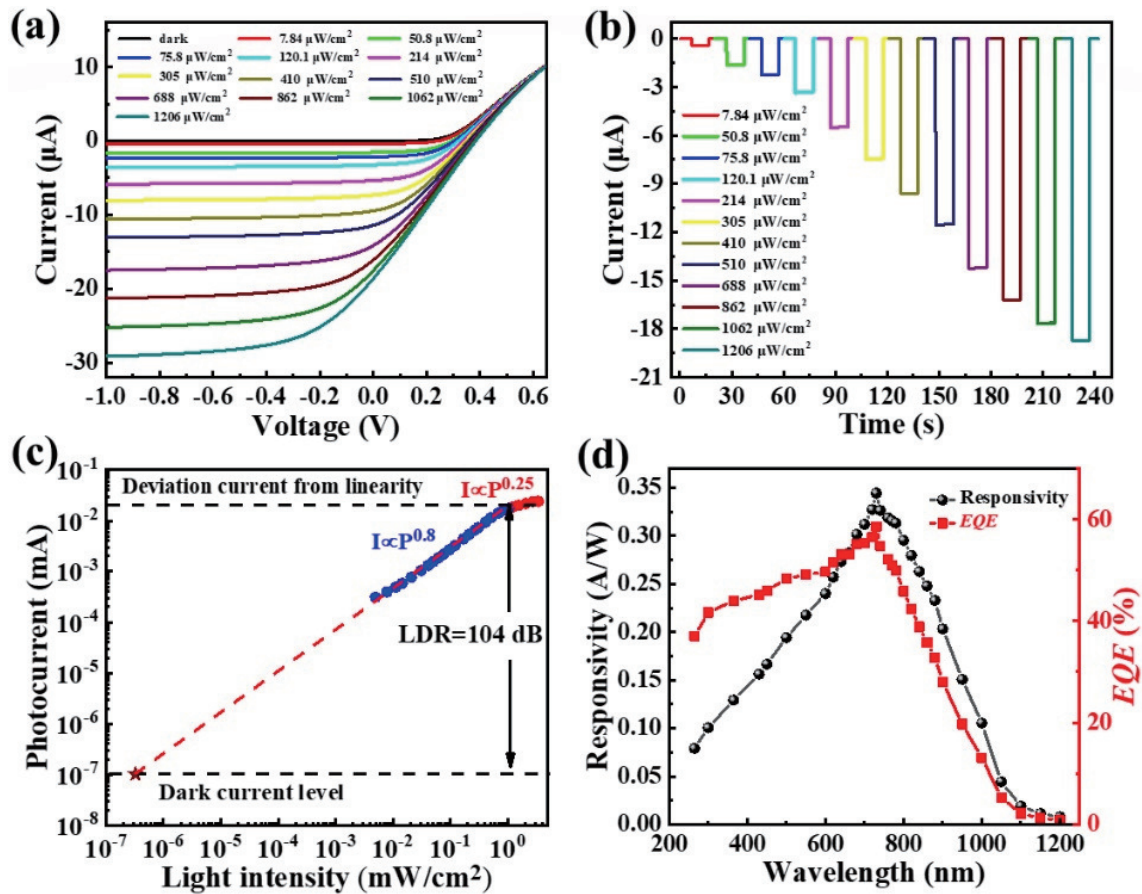 (a)
dark
7.84 μW/cm²
50.8 μW/cm²
75.8 μW/cm²
120.1 μW/cm²
214 μW/cm²
305 μW/cm²
410 μW/cm²
510 μW/cm²
688 μW/cm²
862 μW/cm²
1062 μW/cm²
1206 μW/cm²
Current (μA)
10
0
-10
-20
-30
-1.0 -0.8 -0.6 -0.4 -0.2 0.0 0.2 0.4 0.6
Voltage (V)
(b)
Current (μA)
0
-3
-6
-9
-12
-15
-18
-21
7.84 μW/cm²
50.8 μW/cm²
75.8 μW/cm²
120.1 μW/cm²
214 μW/cm²
305 μW/cm²
410 μW/cm²
510 μW/cm²
688 μW/cm²
862 μW/cm²
1062 μW/cm²
1206 μW/cm²
0 30 60 90 120 150 180 210 240
Time (s)
(c)
Photocurrent (mA)
10⁻¹
10⁻²
10⁻³
10⁻⁴
10⁻⁵
10⁻⁶
10⁻⁷
10⁻⁸
Deviation current from linearity
I∝P^0.25
I∝P^0.8
LDR=104 dB
Dark current level
10⁻⁷ 10⁻⁶ 10⁻⁵ 10⁻⁴ 10⁻³ 10⁻² 10⁻¹ 10⁰
Light intensity (mW/cm²)
(d)
Responsivity (A/W)
0.35
0.30
0.25
0.20
0.15
0.10
0.05
0.00
Responsivity
EQE
60
40
20
0
EQE (%)
200 400 600 800 1000 1200
Wavelength (nm)